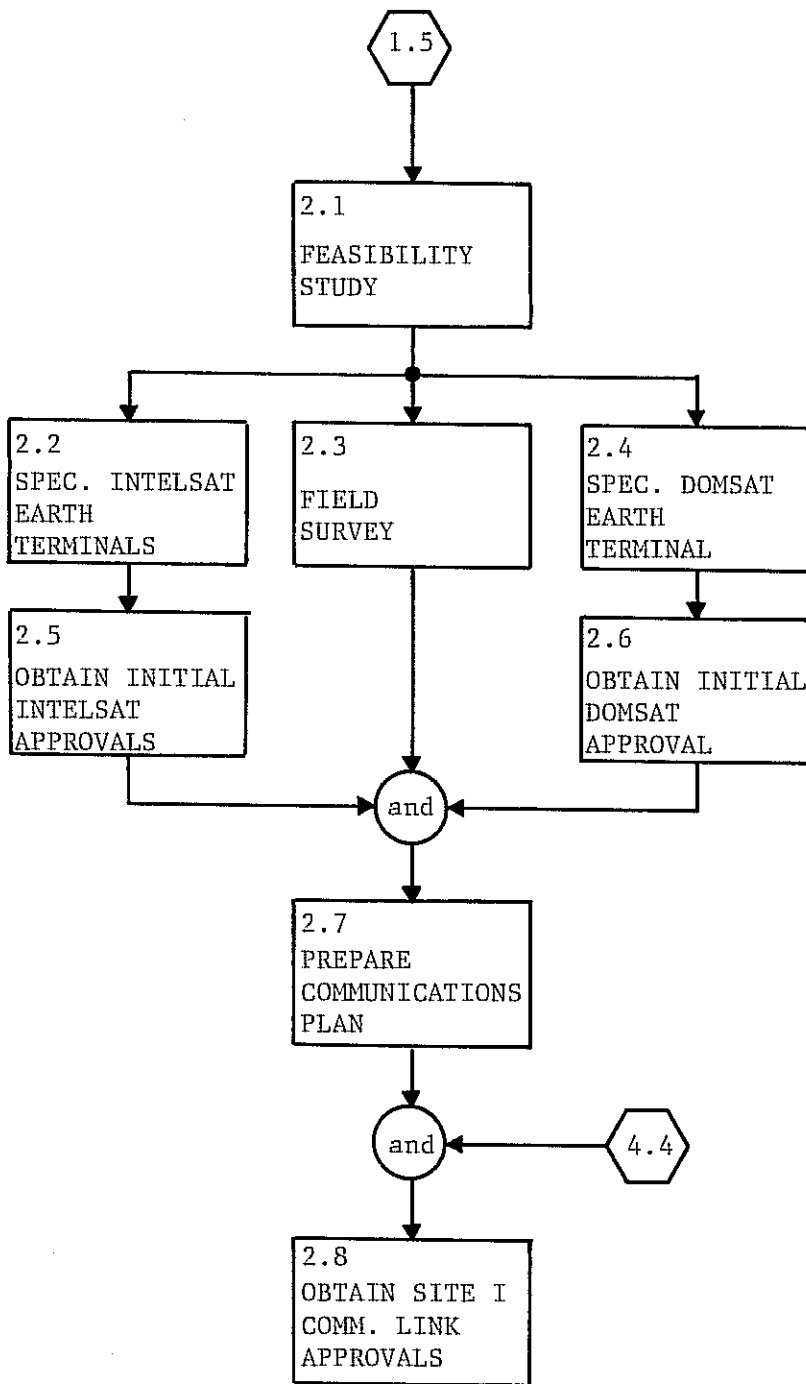 1.5
2.1
FEASIBILITY
STUDY
2.2
SPEC. INTELSAT
EARTH
TERMINALS
2.3
FIELD
SURVEY
2.4
SPEC. DOMSAT
EARTH
TERMINAL
2.5
OBTAIN INITIAL
INTELSAT
APPROVALS
2.6
OBTAIN INITIAL
DOMSAT
APPROVAL
and
2.7
PREPARE
COMMUNICATIONS
PLAN
and
4.4
2.8
OBTAIN SITE I
COMM. LINK
APPROVALS